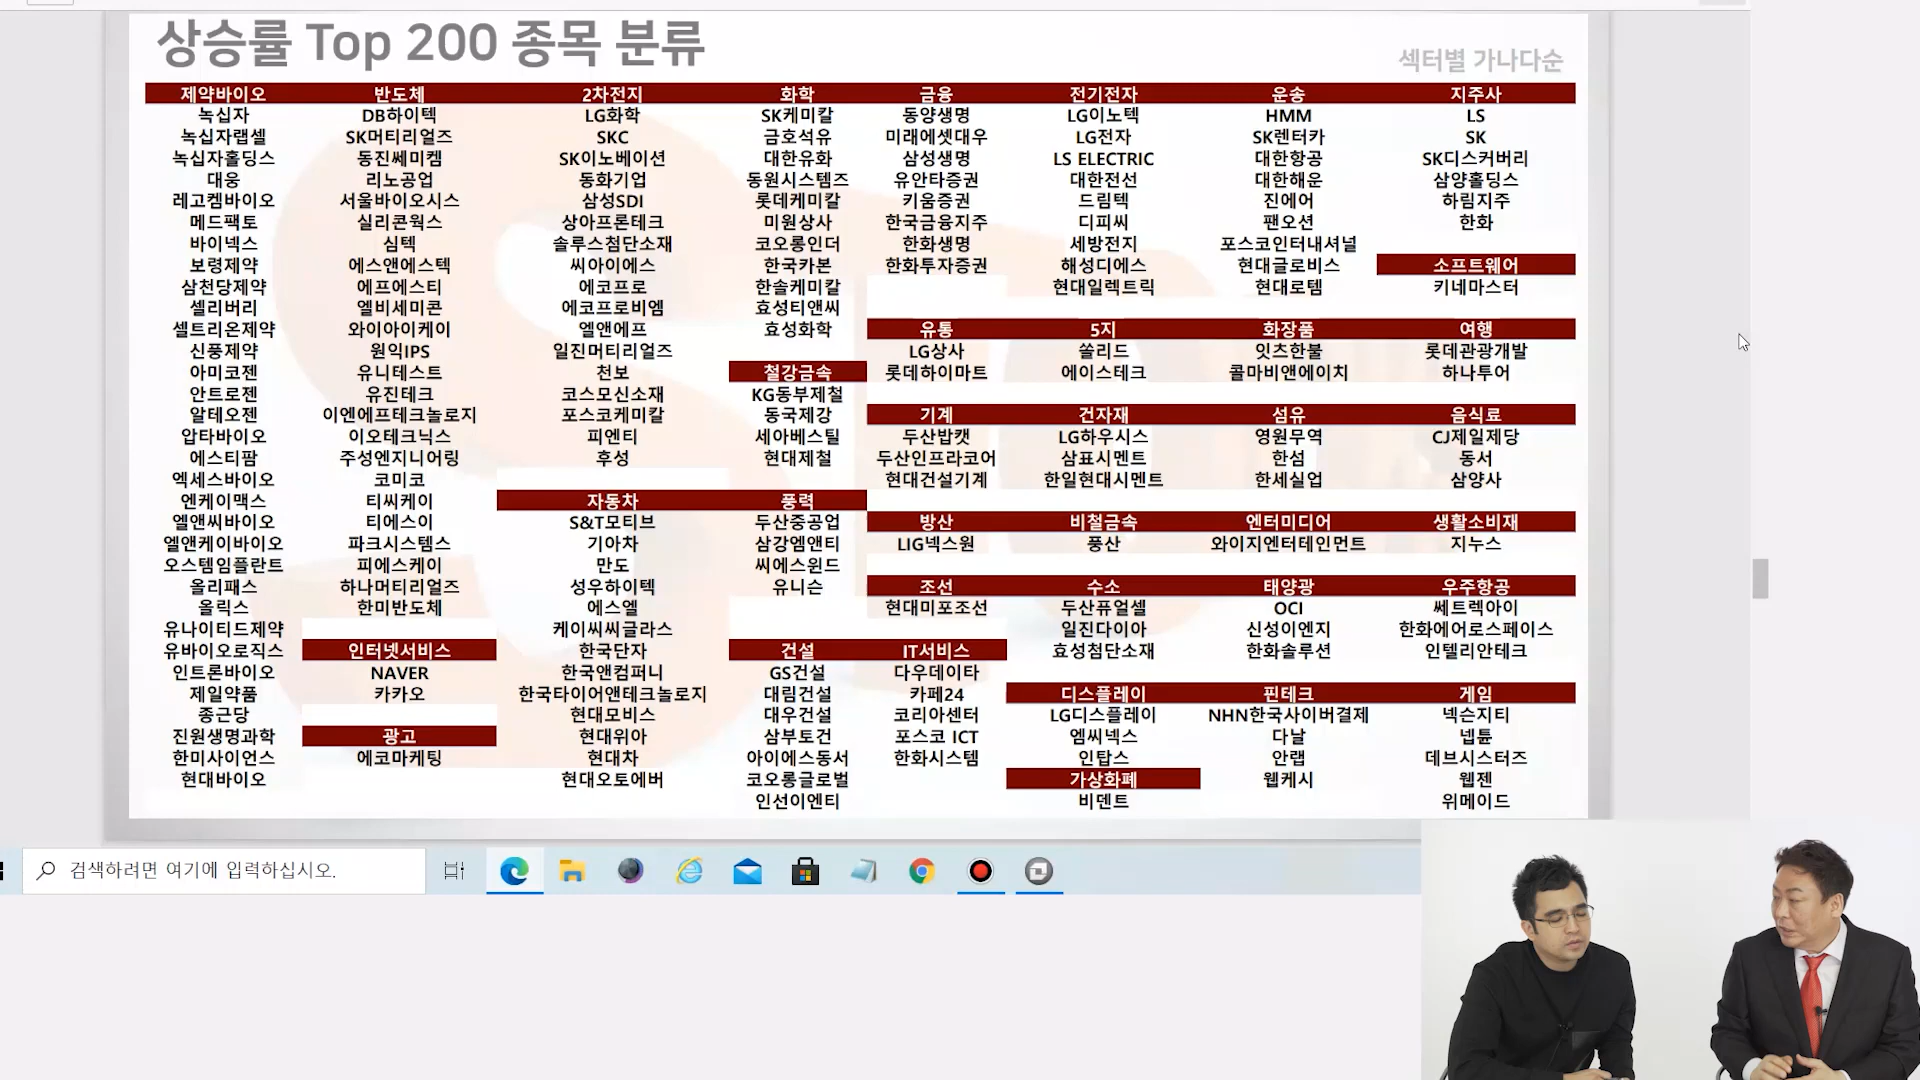 상승률 Top 200 종목 분류
섹터별 가나다순
제약바이오
녹십자
녹십자랩셀
녹십자홀딩스
대웅
레고켐바이오
메드팩토
바이넥스
보령제약
삼천당제약
셀리버리
셀트리온제약
신풍제약
아미코젠
안트로젠
알테오젠
압타바이오
에스티팜
엑세스바이오
엔케이맥스
엘앤씨바이오
엘앤케이바이오
오스템임플란트
올리패스
올릭스
유나이티드제약
유바이오로직스
인트론바이오
제일약품
종근당
진원생명과학
한미사이언스
현대바이오
반도체
DB하이텍
SK머티리얼즈
동진쎄미켐
리노공업
서울바이오시스
실리콘웍스
심텍
에스앤에스텍
에프에스티
엘비세미콘
와이아이케이
원익IPS
유니테스트
유진테크
이엔에프테크놀로지
이오테크닉스
주성엔지니어링
코미코
티씨케이
티에스이
파크시스템스
피에스케이
하나머티리얼즈
한미반도체
인터넷서비스
NAVER
카카오
광고
에코마케팅
2차전지
LG화학
SKC
SK이노베이션
동화기업
삼성SDI
상아프론테크
솔루스첨단소재
씨아이에스
에코프로
에코프로비엠
엘앤에프
일진머티리얼즈
천보
코스모신소재
포스코케미칼
피엔티
후성
자동차
S&T모티브
기아차
만도
성우하이텍
에스엘
케이씨씨글라스
한국단자
한국앤컴퍼니
한국타이어앤테크놀로지
현대모비스
현대위아
현대차
현대오토에버
화학
SK케미칼
금호석유
대한유화
동원시스템즈
롯데케미칼
미원상사
코오롱인더
한국카본
한솔케미칼
효성티앤씨
효성화학
철강금속
KG동부제철
동국제강
세아베스틸
현대제철
풍력
두산중공업
삼강엠앤티
씨에스윈드
유니슨
건설
GS건설
대림건설
대우건설
삼부토건
아이에스동서
코오롱글로벌
인선이엔티
금융
동양생명
미래에셋대우
삼성생명
유안타증권
키움증권
한국금융지주
한화생명
한화투자증권
유통
LG상사
롯데하이마트
기계
두산밥캣
두산인프라코어
현대건설기계
방산
LIG넥스원
조선
현대미포조선
IT서비스
다우데이타
카페24
코리아센터
포스코 ICT
한화시스템
전기전자
LG이노텍
LG전자
LS ELECTRIC
대한전선
드림텍
디피씨
세방전지
해성디에스
현대일렉트릭
5지
쏠리드
에이스테크
건자재
LG하우시스
삼표시멘트
한일현대시멘트
비철금속
풍산
수소
두산퓨얼셀
일진다이아
효성첨단소재
디스플레이
LG디스플레이
엠씨넥스
인탑스
가상화폐
비덴트
운송
HMM
SK렌터카
대한항공
대한해운
진에어
팬오션
포스코인터내셔널
현대글로비스
현대로템
화장품
잇츠한불
콜마비앤에이치
섬유
영원무역
한섬
한세실업
엔터미디어
와이지엔터테인먼트
태양광
OCI
신성이엔지
한화솔루션
핀테크
NHN한국사이버결제
다날
안랩
웹케시
지주사
LS
SK
SK디스커버리
삼양홀딩스
하림지주
한화
소프트웨어
키네마스터
여행
롯데관광개발
하나투어
음식료
CJ제일제당
동서
삼양사
생활소비재
지누스
우주항공
쎄트렉아이
한화에어로스페이스
인텔리안테크
게임
넥슨지티
넵튠
데브시스터즈
웹젠
위메이드
검색하려면 여기에 입력하십시오.